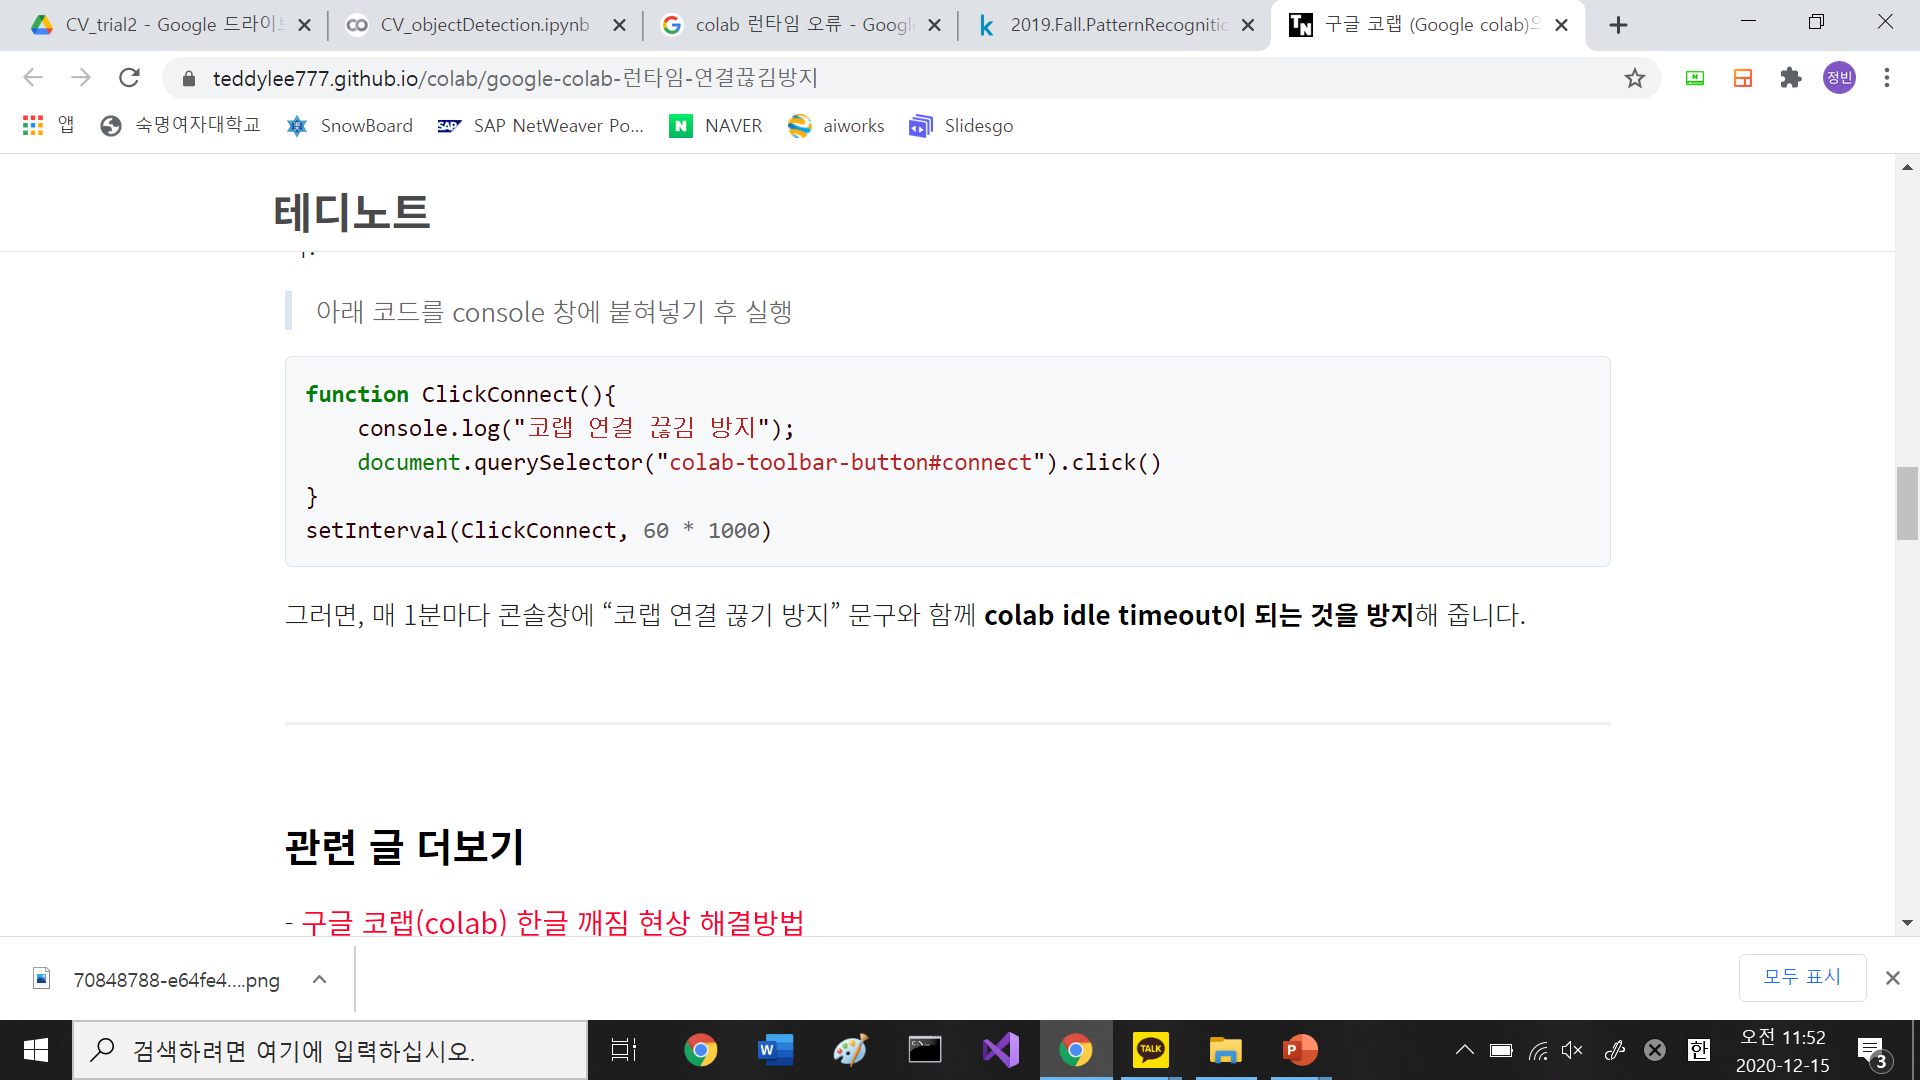 CV_trial2 - Google 드라이브
CV_objectDetection.ipynb
colab 런타임 오류 - Googl
2019.Fall.PatternRecognitic
구글 코랩 (Google colab)의
teddylee777.github.io/colab/google-colab-런타임-연결끊김방지
정빈
앱
숙명여자대학교
SnowBoard
SAP NetWeaver Po...
NAVER
aiworks
Slidesgo
테디노트
아래 코드를 console 창에 붙혀넣기 후 실행
function ClickConnect(){
console.log("코랩 연결 끊김 방지");
document.querySelector("colab-toolbar-button#connect").click()
}
setInterval(ClickConnect, 60 * 1000)
그러면, 매 1분마다 콘솔창에 “코랩 연결 끊기 방지” 문구와 함께 colab idle timeout이 되는 것을 방지해 줍니다.
관련 글 더보기
- 구글 코랩(colab) 한글 깨짐 현상 해결방법
70848788-e64fe4....png
모두 표시
검색하려면 여기에 입력하십시오.
TALK
한
오전 11:52
2020-12-15
3